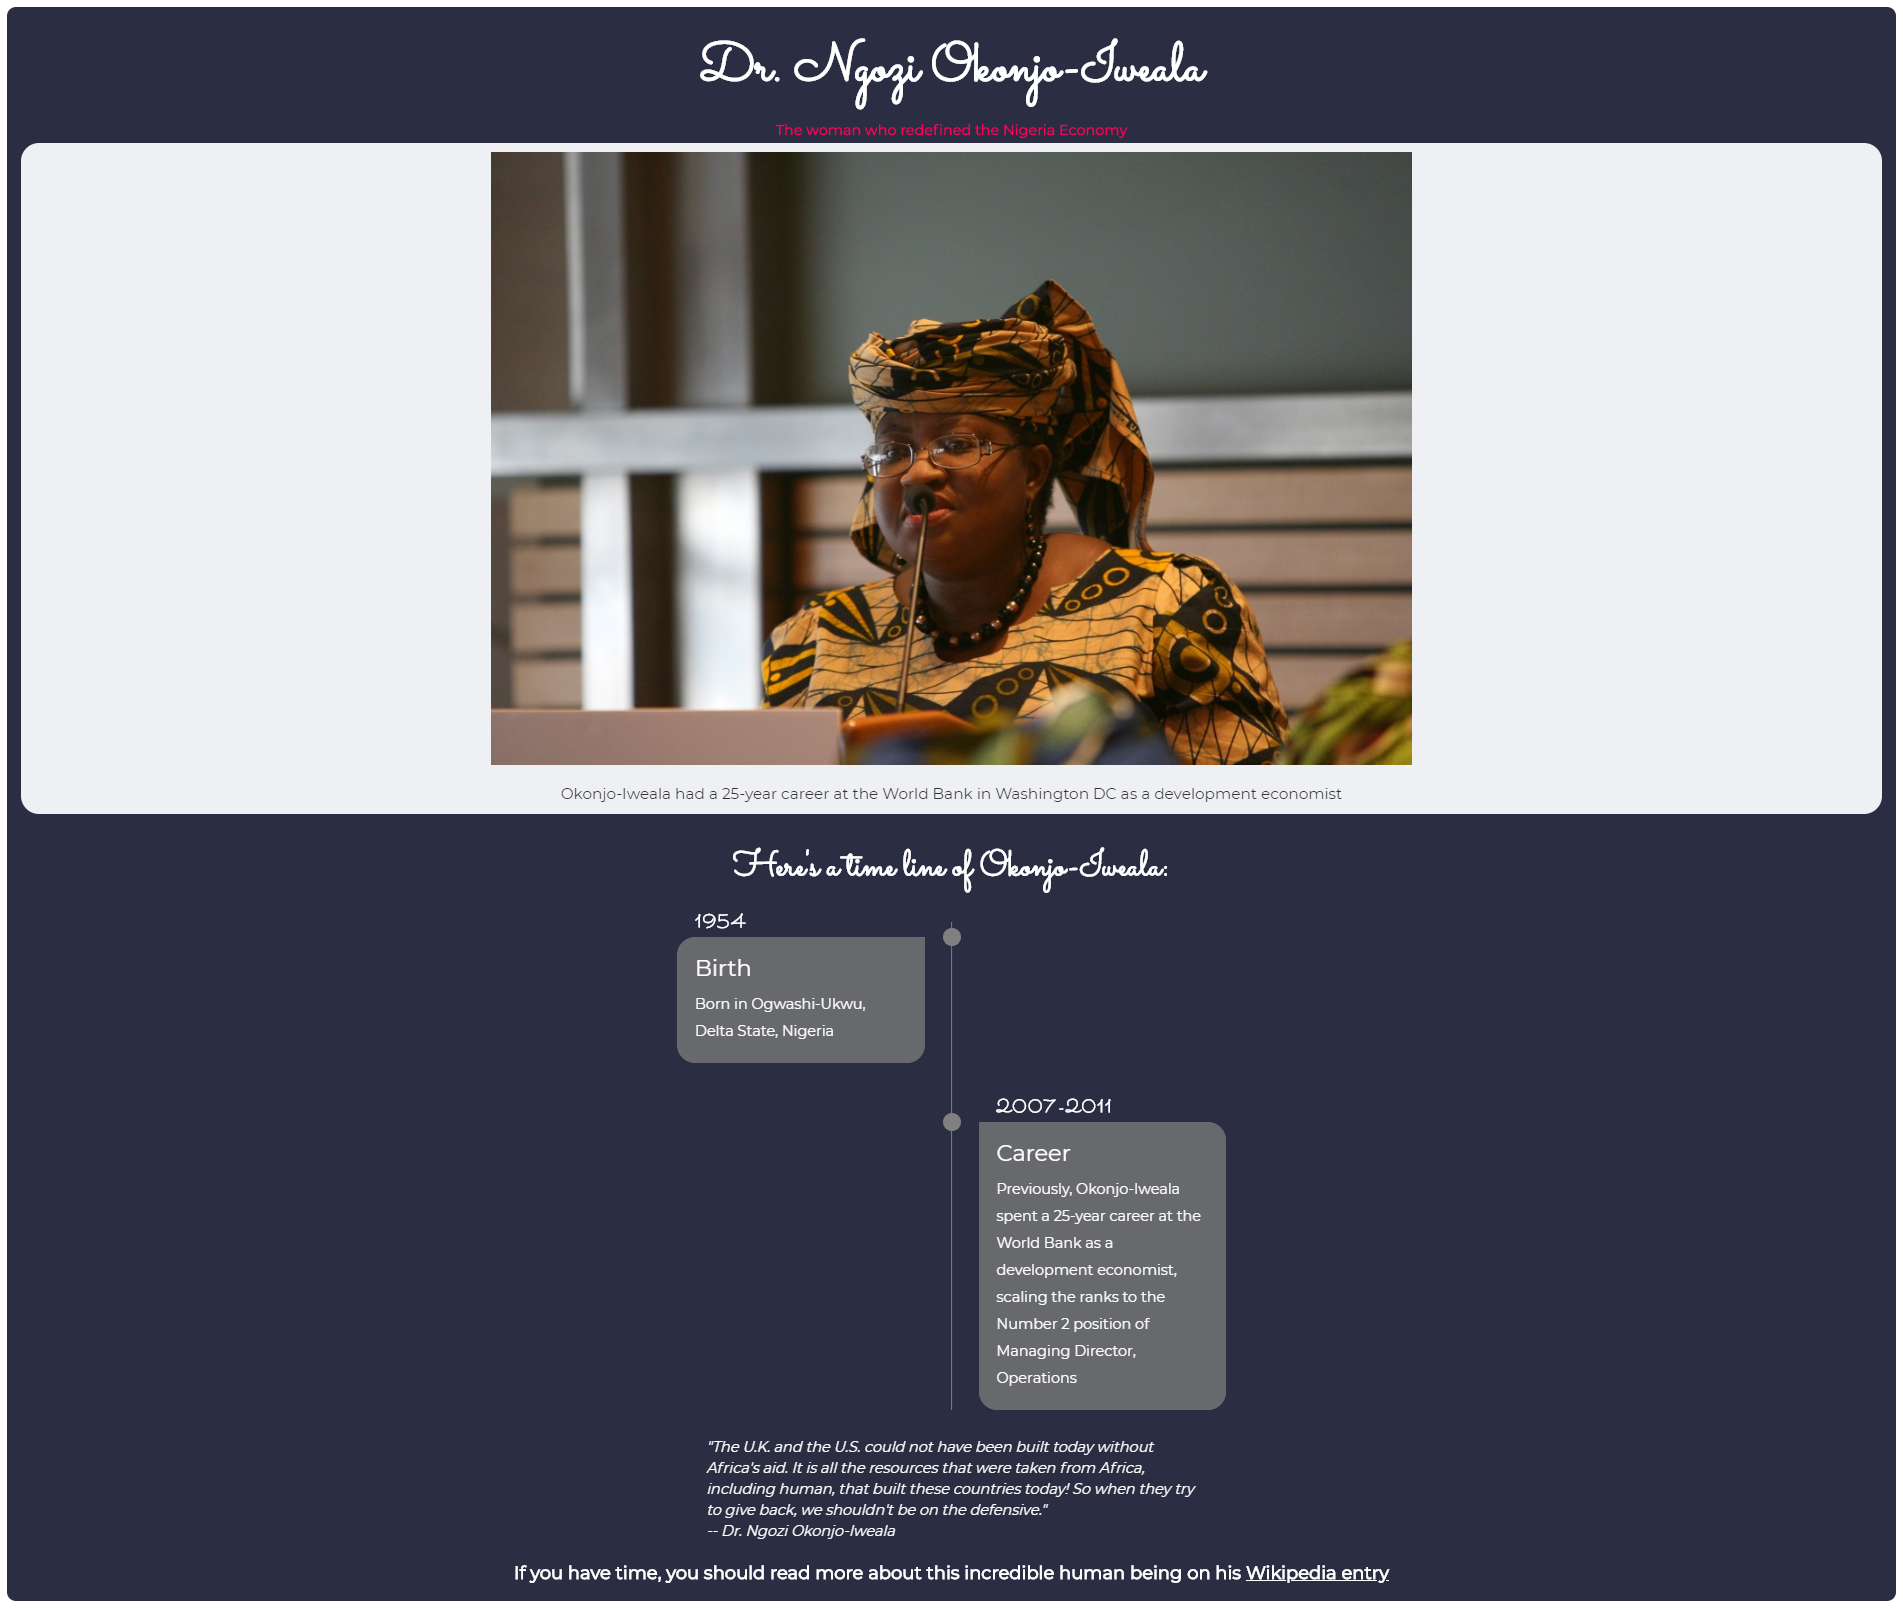 Dr. Ngozi Okonjo-Iweala
The woman who redefined the Nigeria Economy
Okonjo-Iweala had a 25-year career at the World Bank in Washington DC as a development economist
Here's a time line of Okonjo-Iweala:
1954
Birth
Born in Ogwashi-Ukwu,
Delta State, Nigeria
2007-2011
Career
Previously, Okonjo-Iweala
spent a 25-year career at the
World Bank as a
development economist,
scaling the ranks to the
Number 2 position of
Managing Director,
Operations
"The U.K. and the U.S. could not have been built today without
Africa's aid. It is all the resources that were taken from Africa,
including human, that built these countries today! So when they try
to give back, we shouldn't be on the defensive."
-- Dr. Ngozi Okonjo-Iweala
If you have time, you should read more about this incredible human being on his Wikipedia entry